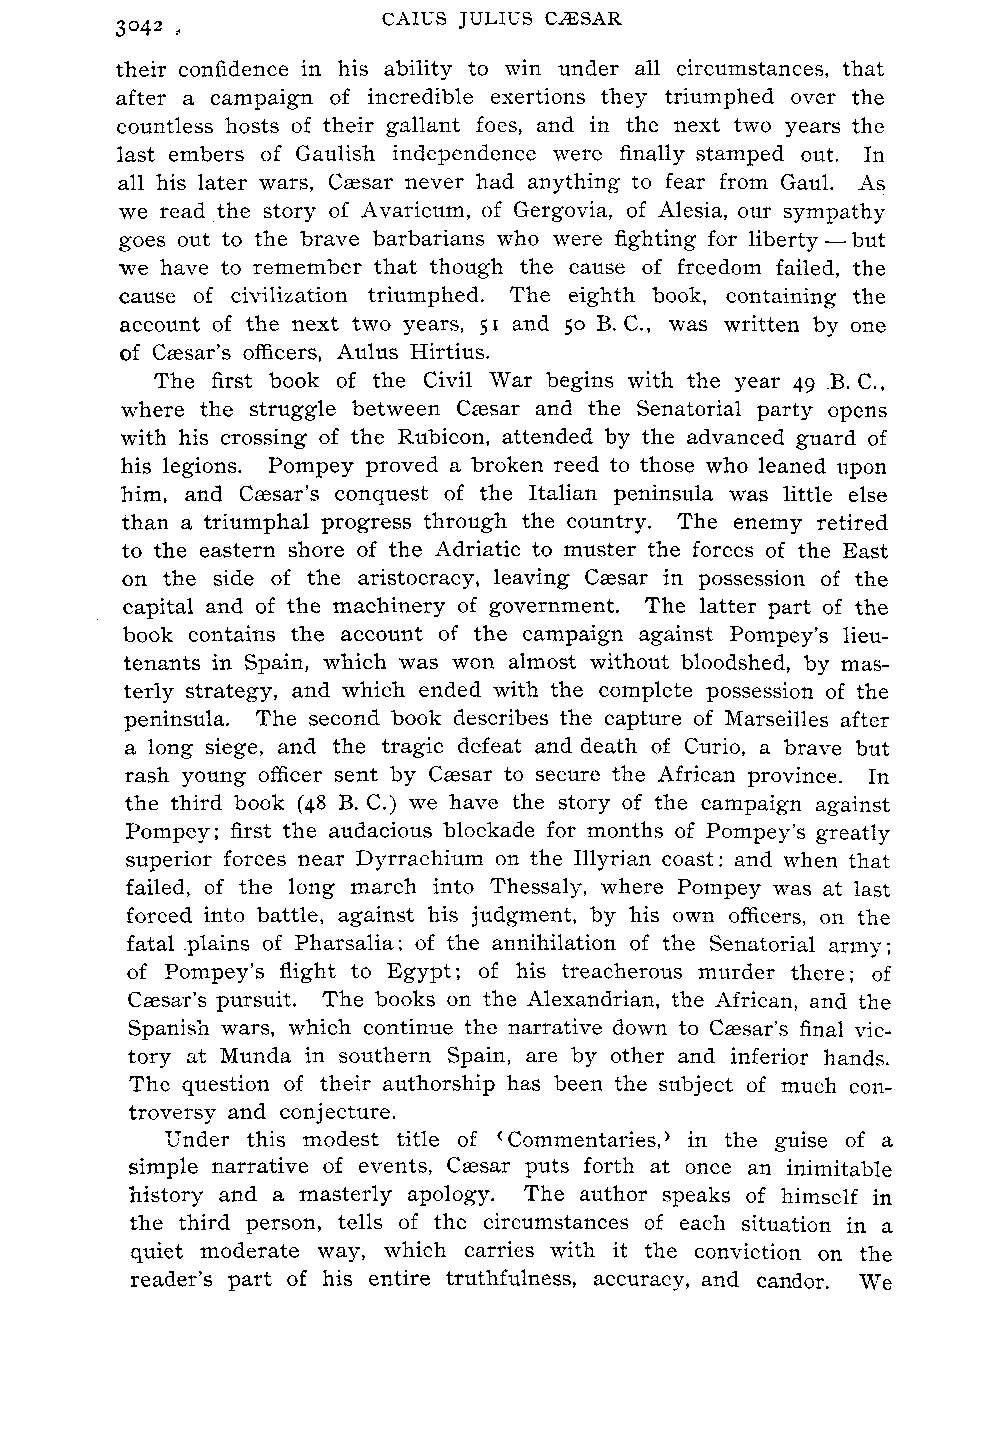 3042
CAIUS JULIUS CÆSAR
their confidence in his ability to win under all circumstances, that
after a campaign of incredible exertions they triumphed over the
countless hosts of their gallant foes, and in the next two years the
last embers of Gaulish independence were finally stamped out. In
all his later wars, Cæsar never had anything to fear from Gaul. As
we read the story of Avaricum, of Gergovia, of Alesia, our sympathy
goes out to the brave barbarians who were fighting for liberty — but
we have to remember that though the cause of freedom failed, the
cause of civilization triumphed. The eighth book, containing the
account of the next two years, 51 and 50 B. C., was written by one
of Cæsar's officers, Aulus Hirtius.
The first book of the Civil War begins with the year 49 B. C.,
where the struggle between Cæsar and the Senatorial party opens
with his crossing of the Rubicon, attended by the advanced guard of
his legions. Pompey proved a broken reed to those who leaned upon
him, and Cæsar's conquest of the Italian peninsula was little else
than a triumphal progress through the country. The enemy retired
to the eastern shore of the Adriatic to muster the forces of the East
on the side of the aristocracy, leaving Cæsar in possession of the
capital and of the machinery of government. The latter part of the
book contains the account of the campaign against Pompey's lieu-
tenants in Spain, which was won almost without bloodshed, by mas-
terly strategy, and which ended with the complete possession of the
peninsula. The second book describes the capture of Marseilles after
a long siege, and the tragic defeat and death of Curio, a brave but
rash young officer sent by Cæsar to secure the African province. In
the third book (48 B. C.) we have the story of the campaign against
Pompey; first the audacious blockade for months of Pompey's greatly
superior forces near Dyrrachium on the Illyrian coast: and when that
failed, of the long march into Thessaly, where Pompey was at last
forced into battle, against his judgment, by his own officers, on the
fatal plains of Pharsalia; of the annihilation of the Senatorial army;
of Pompey's flight to Egypt; of his treacherous murder there; of
Cæsar's pursuit. The books on the Alexandrian, the African, and the
Spanish wars, which continue the narrative down to Cæsar's final vic-
tory at Munda in southern Spain, are by other and inferior hands.
The question of their authorship has been the subject of much con-
troversy and conjecture.
Under this modest title of ‹Commentaries,› in the guise of a
simple narrative of events, Cæsar puts forth at once an inimitable
history and a masterly apology. The author speaks of himself in
the third person, tells of the circumstances of each situation in a
quiet moderate way, which carries with it the conviction on the
reader's part of his entire truthfulness, accuracy, and candor. We